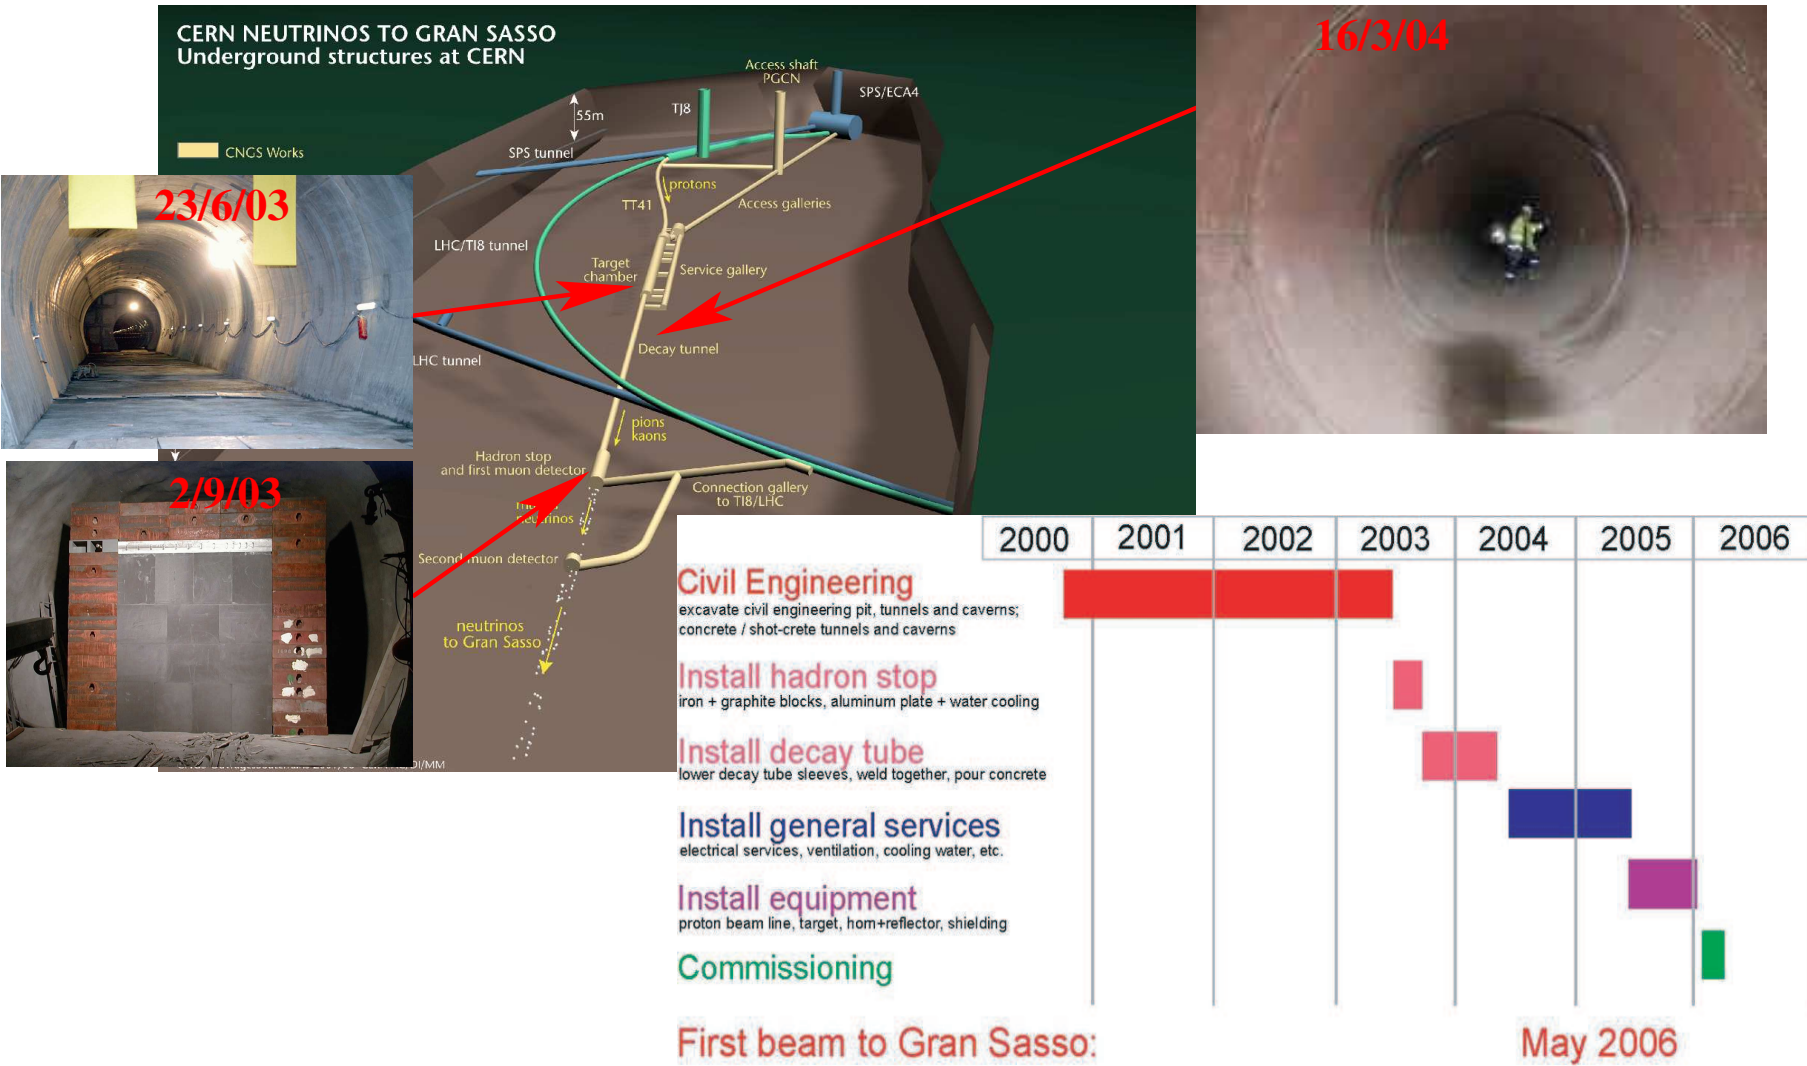 CERN NEUTRINOS TO GRAN SASSO
Underground structures at CERN
CNGS Works
55m
TJ8
Access shaft
PGCN
SPS/ECA4
SPS tunnel
protons
TT41
Access galleries
LHC/TI8 tunnel
Target
chamber
Service gallery
Decay tunnel
LHC tunnel
pions
kaons
Hadron stop
and first muon detector
Connection gallery
to TI8/LHC
neutrinos
Second muon detector
neutrinos
to Gran Sasso
23/6/03
2/9/03
16/3/04
2000 2001 2002 2003 2004 2005 2006
Civil Engineering
excavate civil engineering pit, tunnels and caverns;
concrete / shot-crete tunnels and caverns
Install hadron stop
iron + graphite blocks, aluminum plate + water cooling
Install decay tube
lower decay tube sleeves, weld together, pour concrete
Install general services
electrical services, ventilation, cooling water, etc.
Install equipment
proton beam line, target, horn+reflector, shielding
Commissioning
First beam to Gran Sasso: May 2006